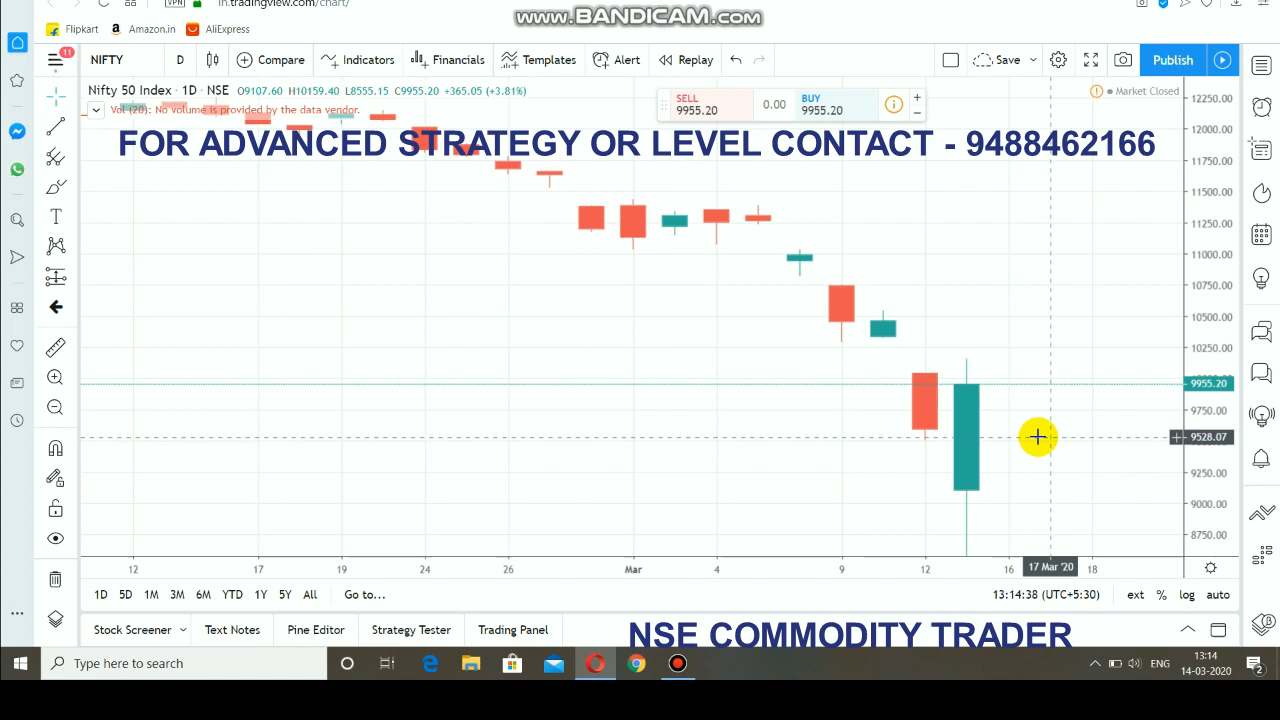 in.tradingview.com/chart/
VPN
www.BANDICAM.com
Flipkart
Amazon.in
AliExpress
11
NIFTY
D
Compare
Indicators
Financials
Templates
Alert
Replay
Save
Publish
Nifty 50 Index · 1D · NSE O9107.60 H10159.40 L8555.15 C9955.20 +365.05 (+3.81%)
Vol (20): No volume is provided by the data vendor.
SELL
9955.20
0.00
BUY
9955.20
+
−
Market Closed
FOR ADVANCED STRATEGY OR LEVEL CONTACT - 9488462166
12250.00
12000.00
11750.00
11500.00
11250.00
11000.00
10750.00
10500.00
10250.00
9955.20
9750.00
9528.07
9250.00
9000.00
8750.00
12
17
19
24
26
Mar
4
9
12
16
17 Mar '20
18
1D 5D 1M 3M 6M YTD 1Y 5Y All Go to...
13:14:38 (UTC+5:30) ext % log auto
Stock Screener Text Notes Pine Editor Strategy Tester Trading Panel
NSE COMMODITY TRADER
Type here to search
ENG
13:14
14-03-2020
2